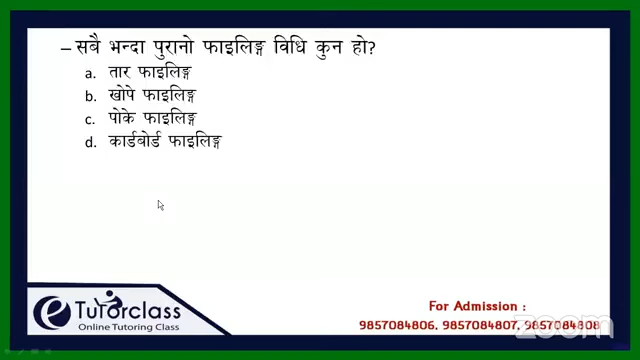 – सबै भन्दा पुरानो फाइलिङ्ग विधि कुन हो?
a. तार फाइलिङ्ग
b. खोपे फाइलिङ्ग
c. पोके फाइलिङ्ग
d. कार्डबोर्ड फाइलिङ्ग
e Tutorclass
Online Tutoring Class
For Admission :
9857084806, 9857084807, 9857084808
zoom